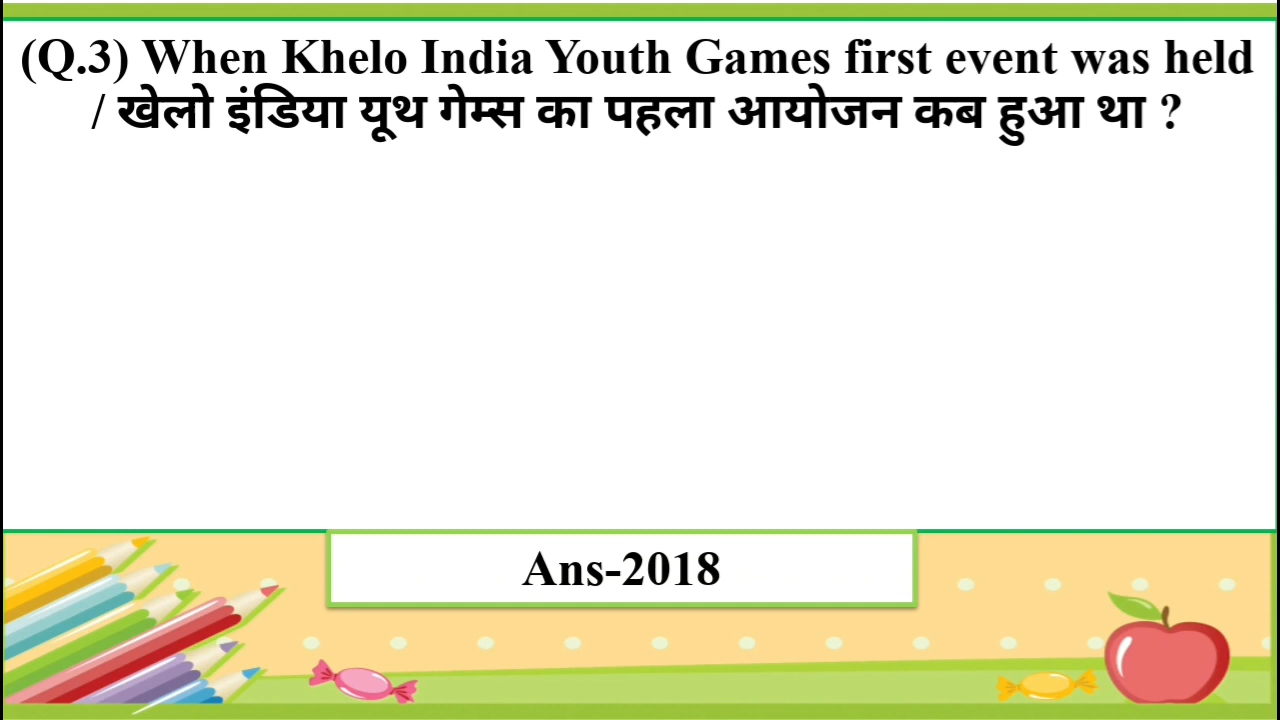 (Q.3) When Khelo India Youth Games first event was held
/ खेलो इंडिया यूथ गेम्स का पहला आयोजन कब हुआ था ?
Ans-2018